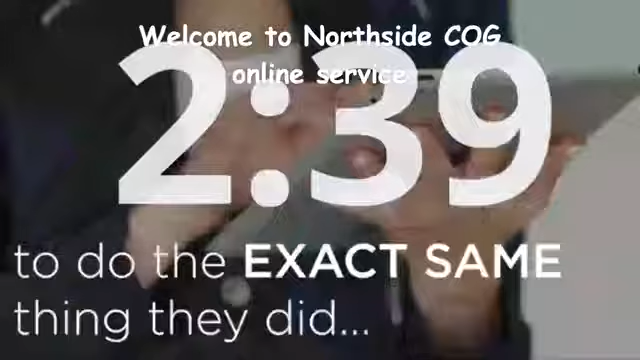 Welcome to Northside COG
online service
2:39
to do the EXACT SAME
thing they did...